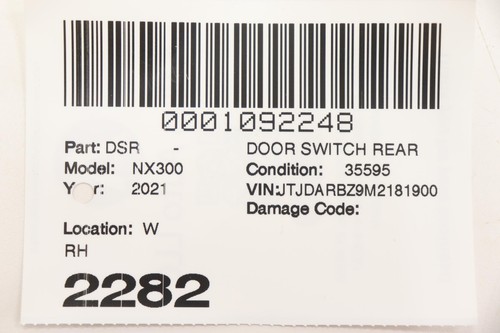 0001092248
Part: DSR - DOOR SWITCH REAR
Model: NX300 Condition: 35595
Year: 2021 VIN:JTJDARBZ9M2181900
Damage Code:
Location: W
RH
2282